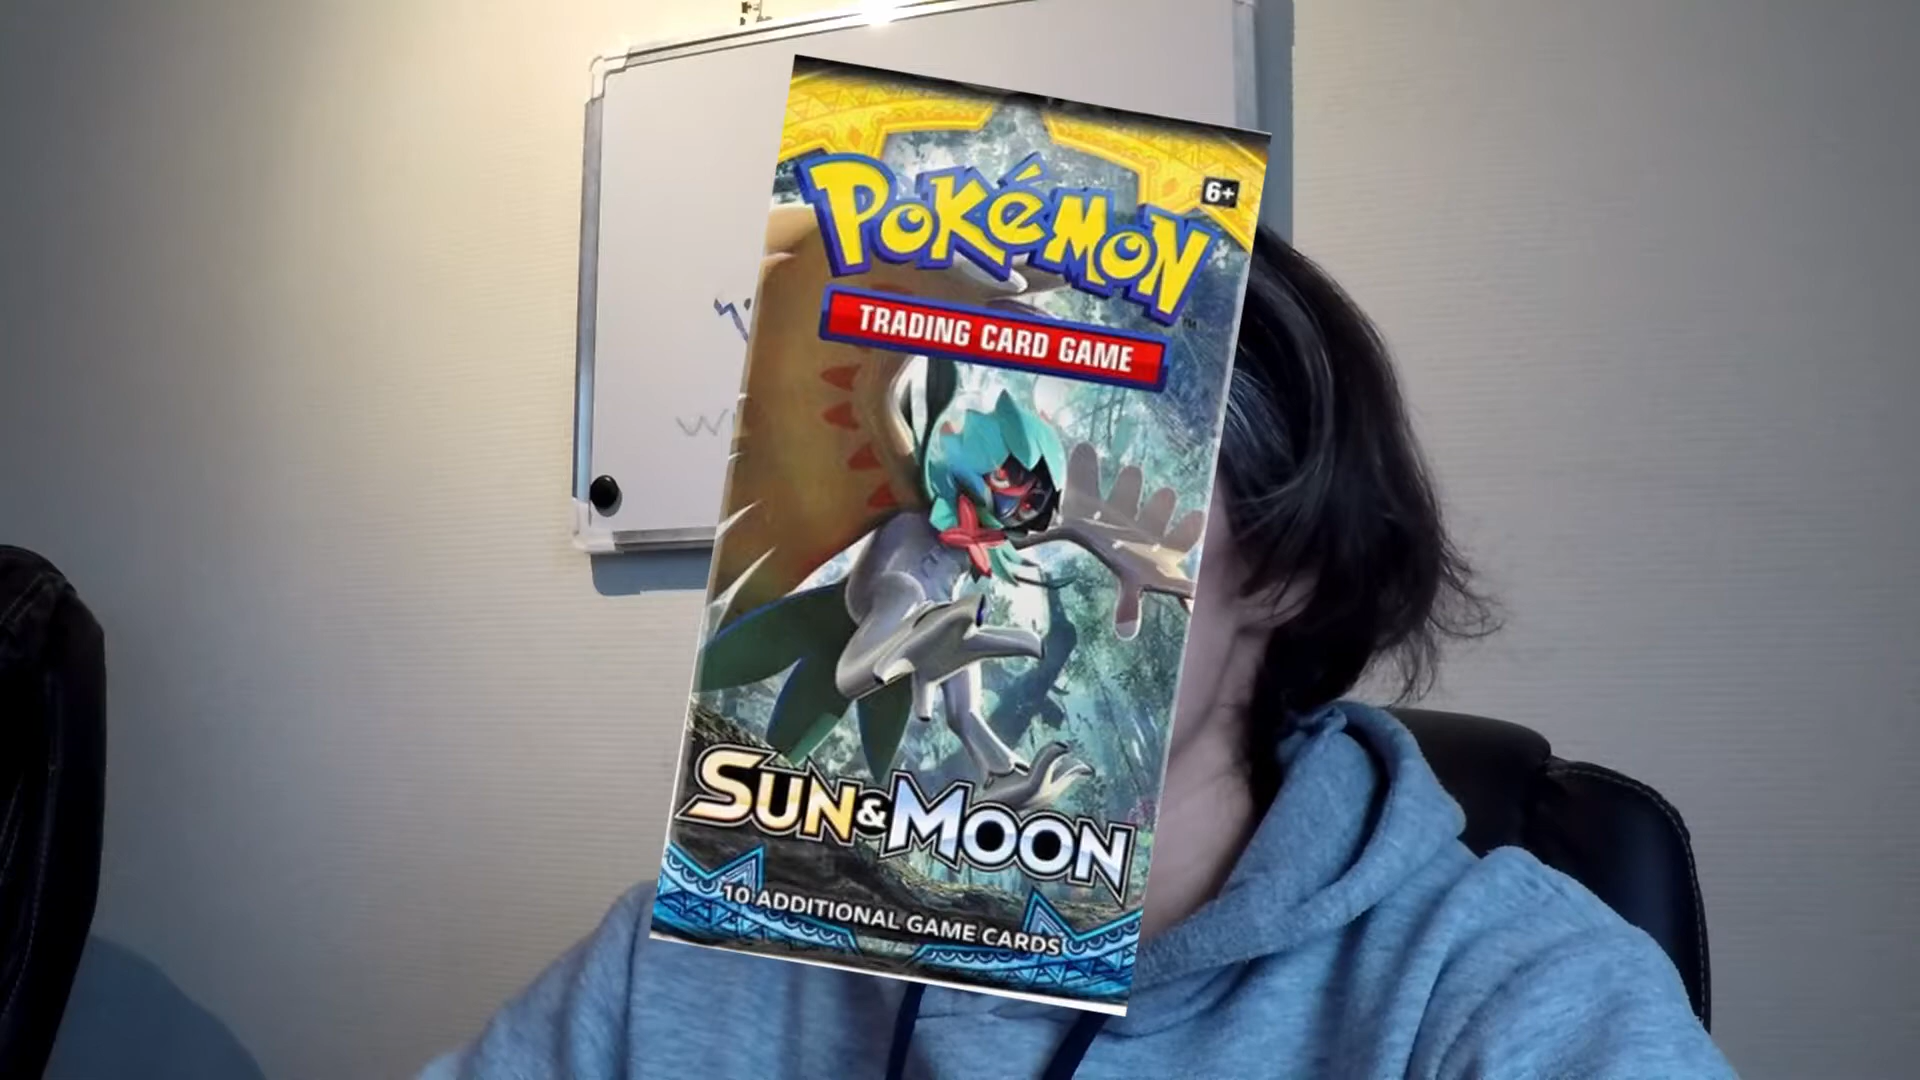 6+
POKéMON
TRADING CARD GAME
SUN & MOON
10 ADDITIONAL GAME CARDS